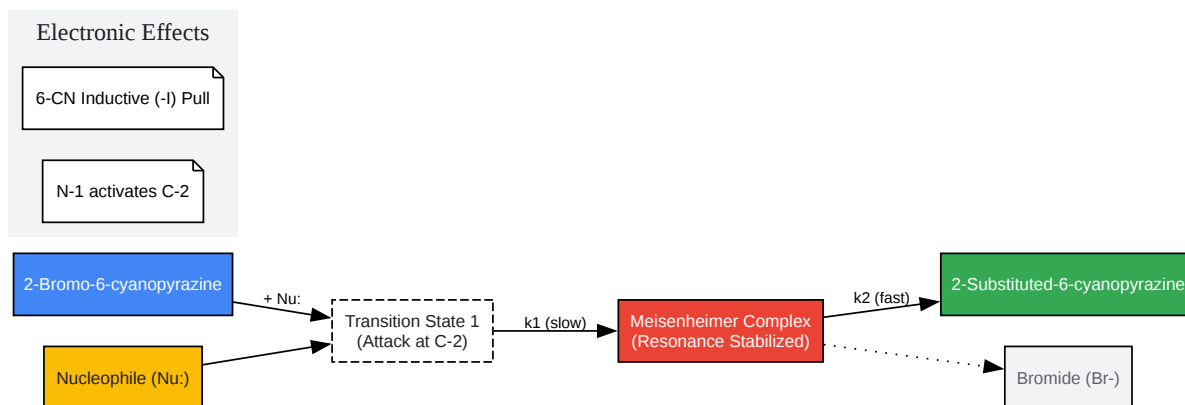 Electronic Effects
6-CN Inductive (-I) Pull
N-1 activates C-2
2-Bromo-6-cyanopyrazine
+ Nu:
Nucleophile (Nu:)
Transition State 1
(Attack at C-2)
k1 (slow)
Meisenheimer Complex
(Resonance Stabilized)
k2 (fast)
2-Substituted-6-cyanopyrazine
Bromide (Br-)